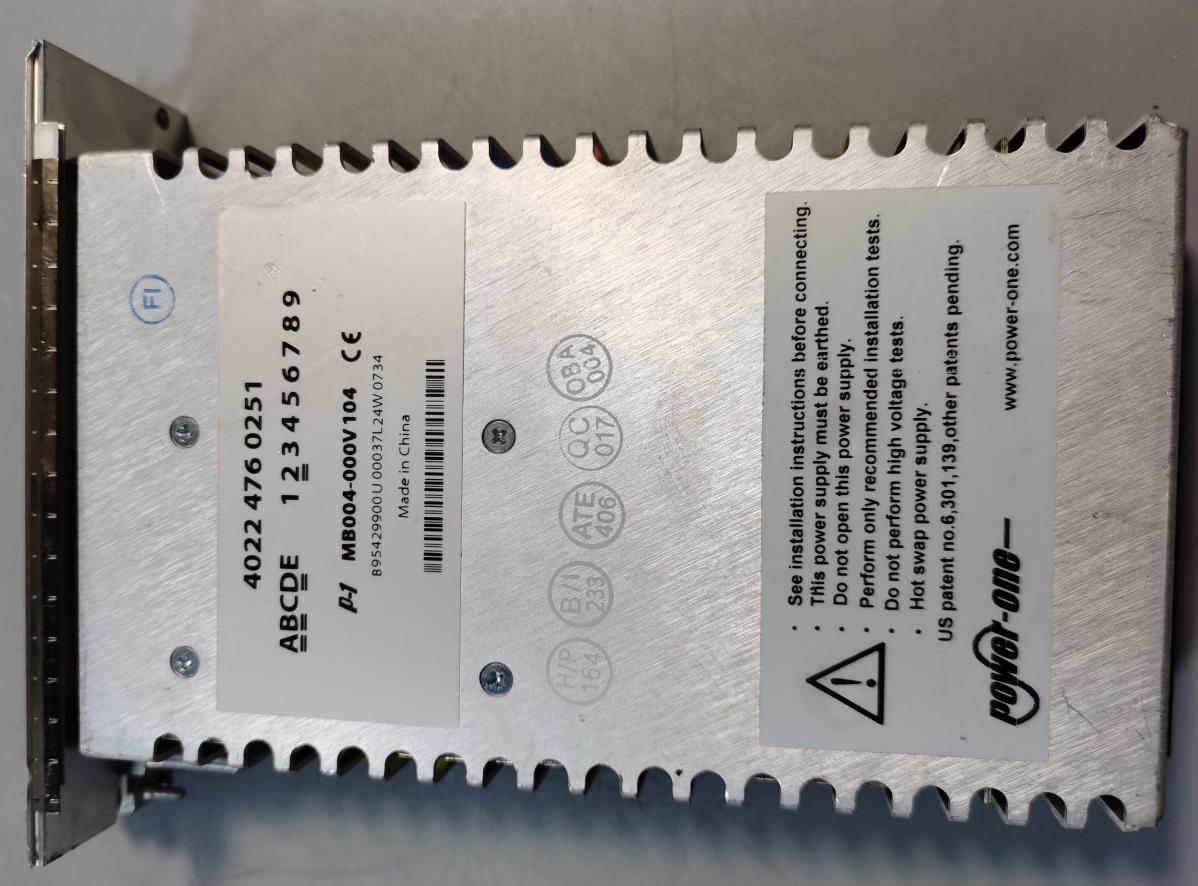 FI
4022 476 0251
ABCDE 123456789
MB004-000V104 CE
B95429900U 00037L24W 0734
Made in China
H/P 164
B/I 233
ATE 406
QC 017
OBA 004
• See installation instructions before connecting.
• This power supply must be earthed.
• Do not open this power supply.
• Perform only recommended installation tests.
• Do not perform high voltage tests.
• Hot swap power supply.
US patent no.6,301,139,other patents pending.
power-one
www.power-one.com